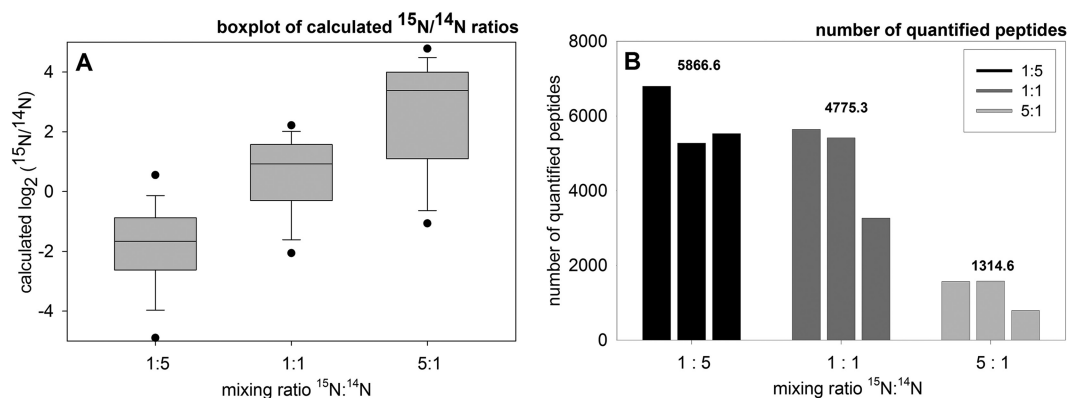 boxplot of calculated ¹⁵N/¹⁴N ratios
A
4
2
0
-2
-4
calculated log₂ (¹⁵N/¹⁴N)
1:5 1:1 5:1
mixing ratio ¹⁵N:¹⁴N
number of quantified peptides
B
8000
6000
4000
2000
0
number of quantified peptides
5866.6
4775.3
1314.6
1:5
1:1
5:1
1 : 5 1 : 1 5 : 1
mixing ratio ¹⁵N:¹⁴N